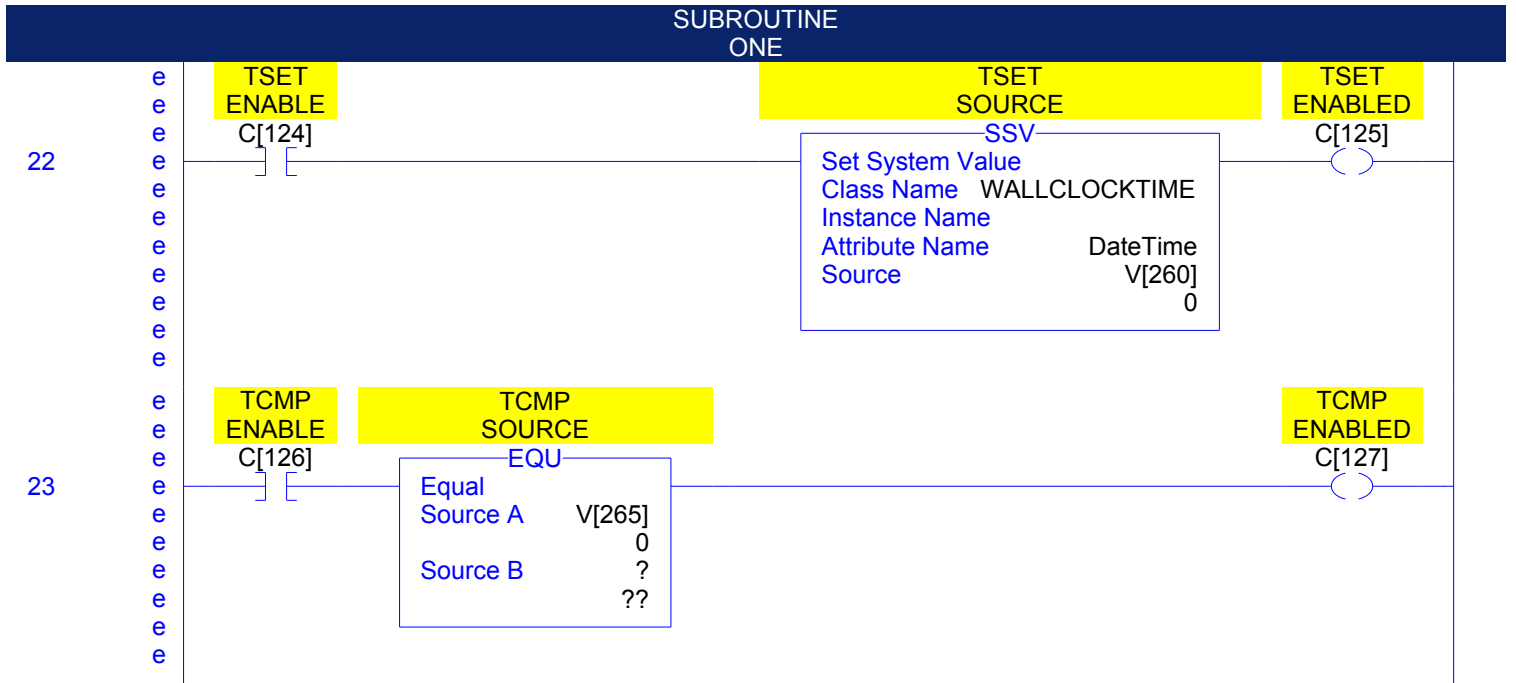 SUBROUTINE
ONE
e TSET TSET TSET
e ENABLE SOURCE ENABLED
e C[124] SSV C[125]
22 e Set System Value
e Class Name WALLCLOCKTIME
e Instance Name
e Attribute Name DateTime
e Source V[260]
e 0
e
e
e TCMP TCMP TCMP
e ENABLE SOURCE ENABLED
e C[126] EQU C[127]
23 e Equal
e Source A V[265]
e 0
e Source B ?
e ??
e
e